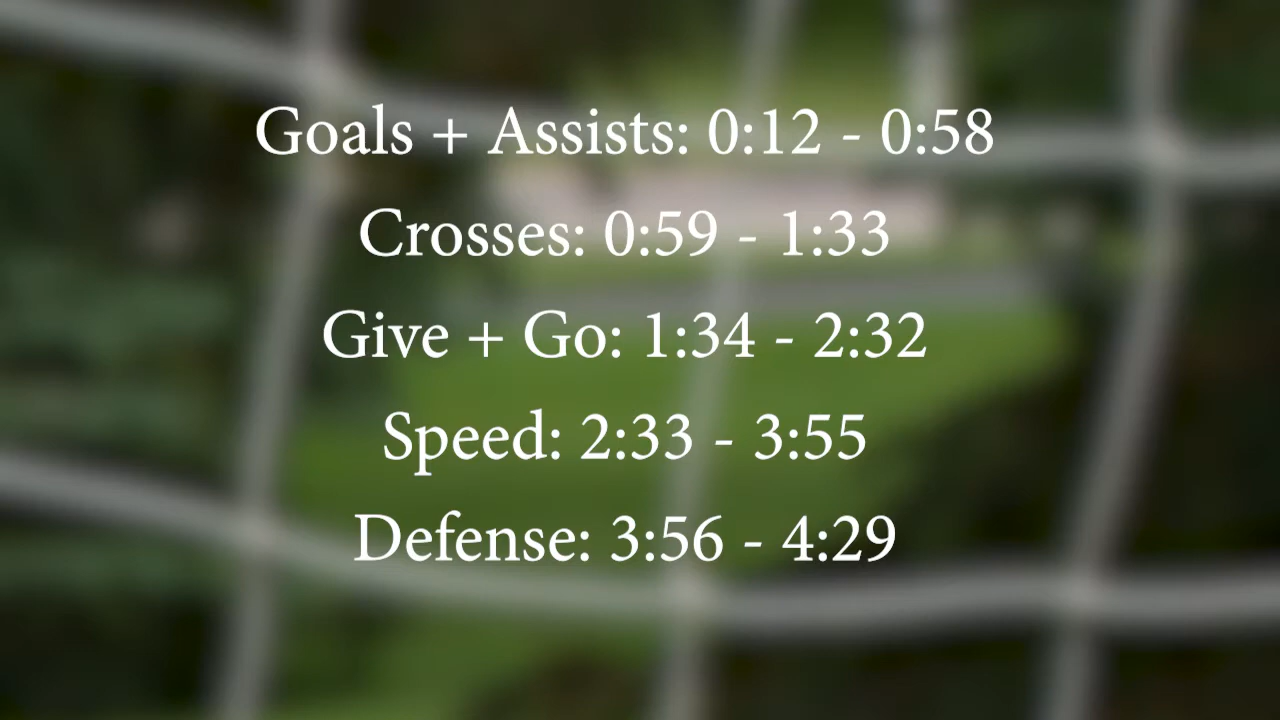 Goals + Assists: 0:12 - 0:58
Crosses: 0:59 - 1:33
Give + Go: 1:34 - 2:32
Speed: 2:33 - 3:55
Defense: 3:56 - 4:29